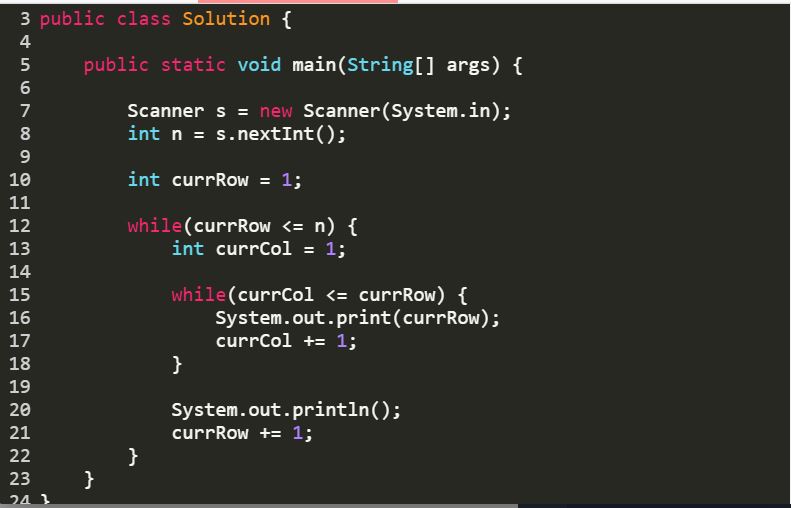 3 public class Solution {
4
5     public static void main(String[] args) {
6
7         Scanner s = new Scanner(System.in);
8         int n = s.nextInt();
9
10         int currRow = 1;
11
12         while(currRow <= n) {
13             int currCol = 1;
14
15             while(currCol <= currRow) {
16                 System.out.print(currRow);
17                 currCol += 1;
18             }
19
20             System.out.println();
21             currRow += 1;
22         }
23     }
24 }